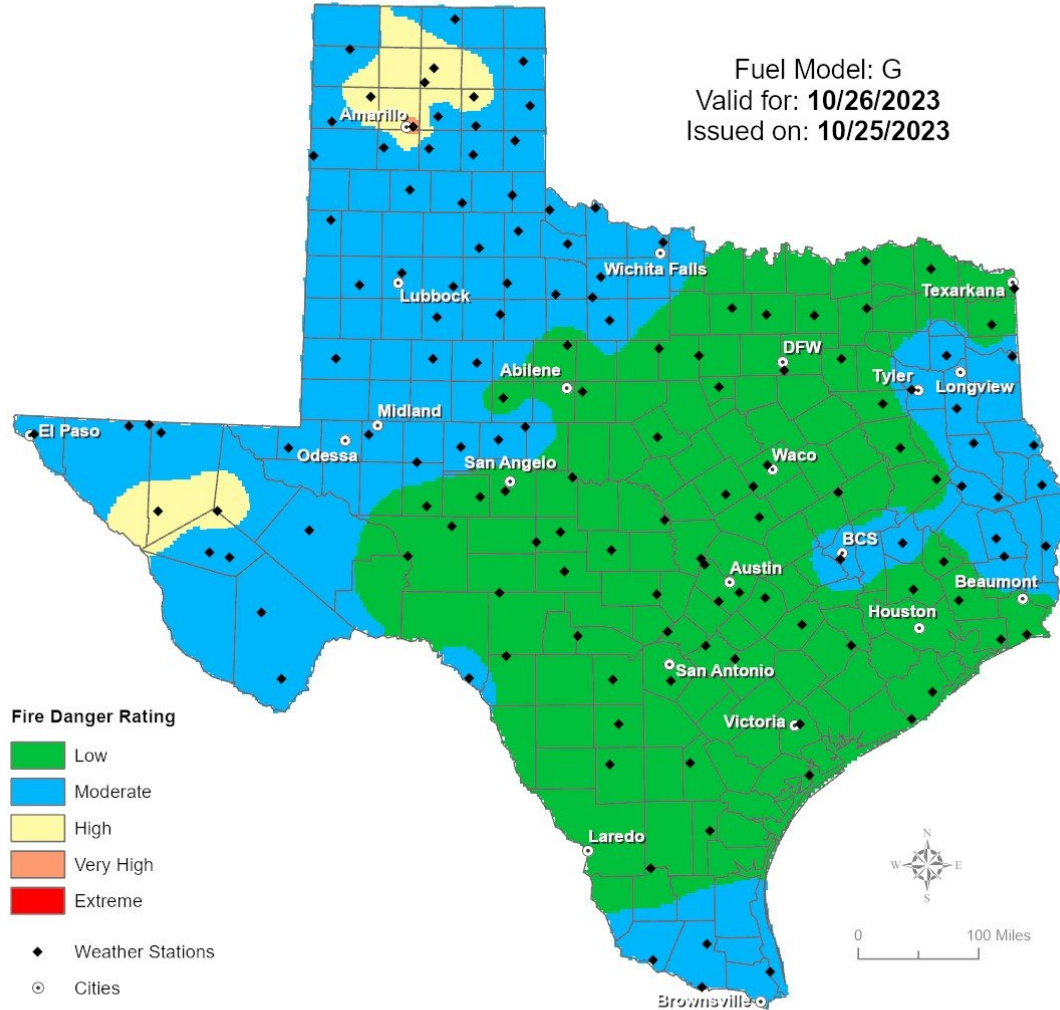 Fuel Model: G
Valid for: 10/26/2023
Issued on: 10/25/2023
Amarillo
Wichita Falls
Lubbock
Texarkana
DFW
Abilene
Tyler
Longview
Midland
El Paso
Odessa
San Angelo
Waco
BCS
Austin
Beaumont
Houston
San Antonio
Victoria
Laredo
Brownsville
Fire Danger Rating
Low
Moderate
High
Very High
Extreme
Weather Stations
Cities
N
W E
S
0 100 Miles